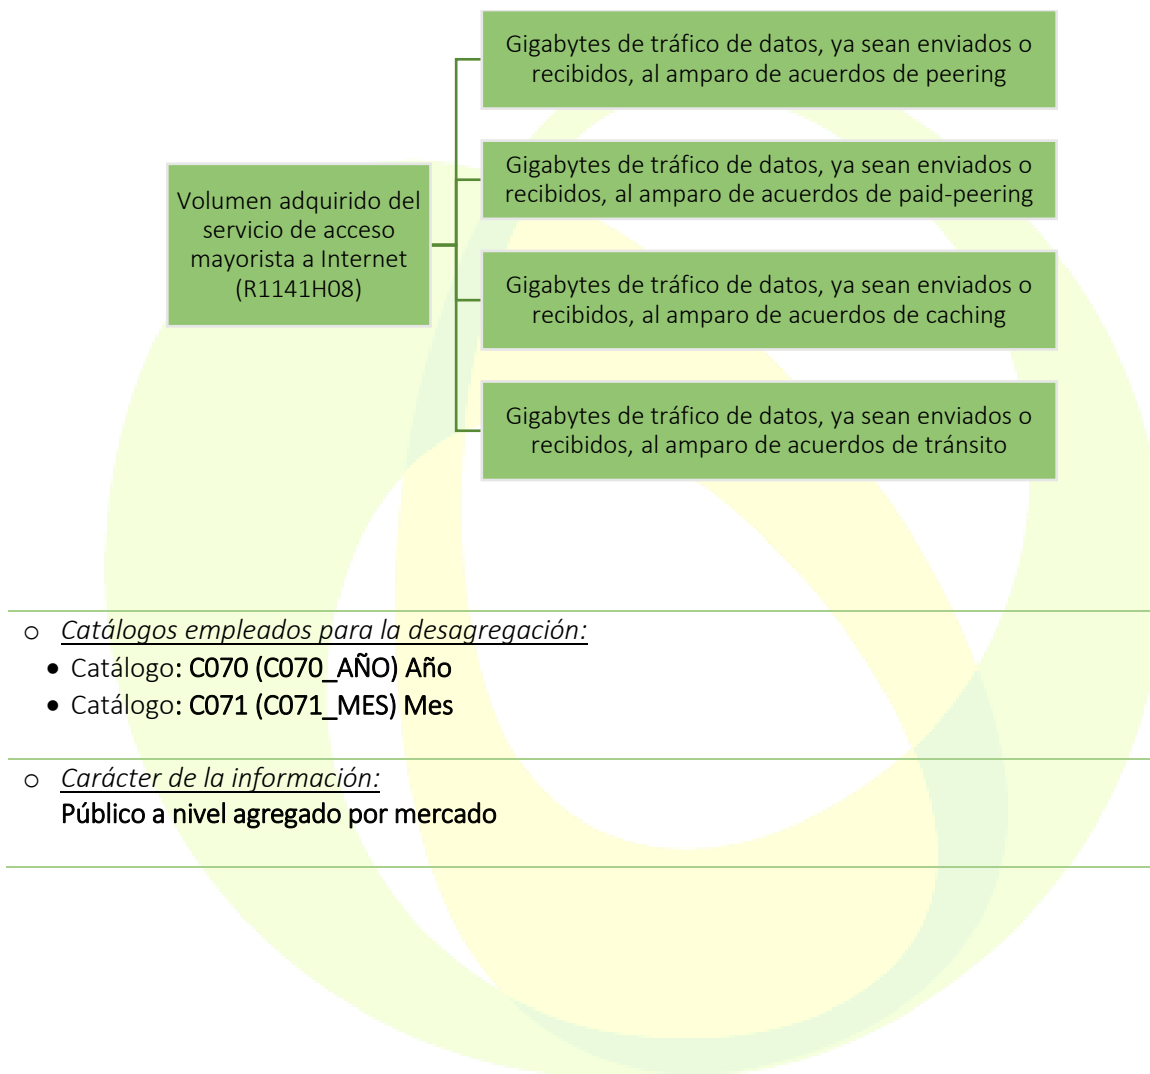 Volumen adquirido del
servicio de acceso
mayorista a Internet
(R1141H08)
Gigabytes de tráfico de datos, ya sean enviados o
recibidos, al amparo de acuerdos de peering
Gigabytes de tráfico de datos, ya sean enviados o
recibidos, al amparo de acuerdos de paid-peering
Gigabytes de tráfico de datos, ya sean enviados o
recibidos, al amparo de acuerdos de caching
Gigabytes de tráfico de datos, ya sean enviados o
recibidos, al amparo de acuerdos de tránsito
o Catálogos empleados para la desagregación:
• Catálogo: C070 (C070_AÑO) Año
• Catálogo: C071 (C071_MES) Mes
o Carácter de la información:
Público a nivel agregado por mercado